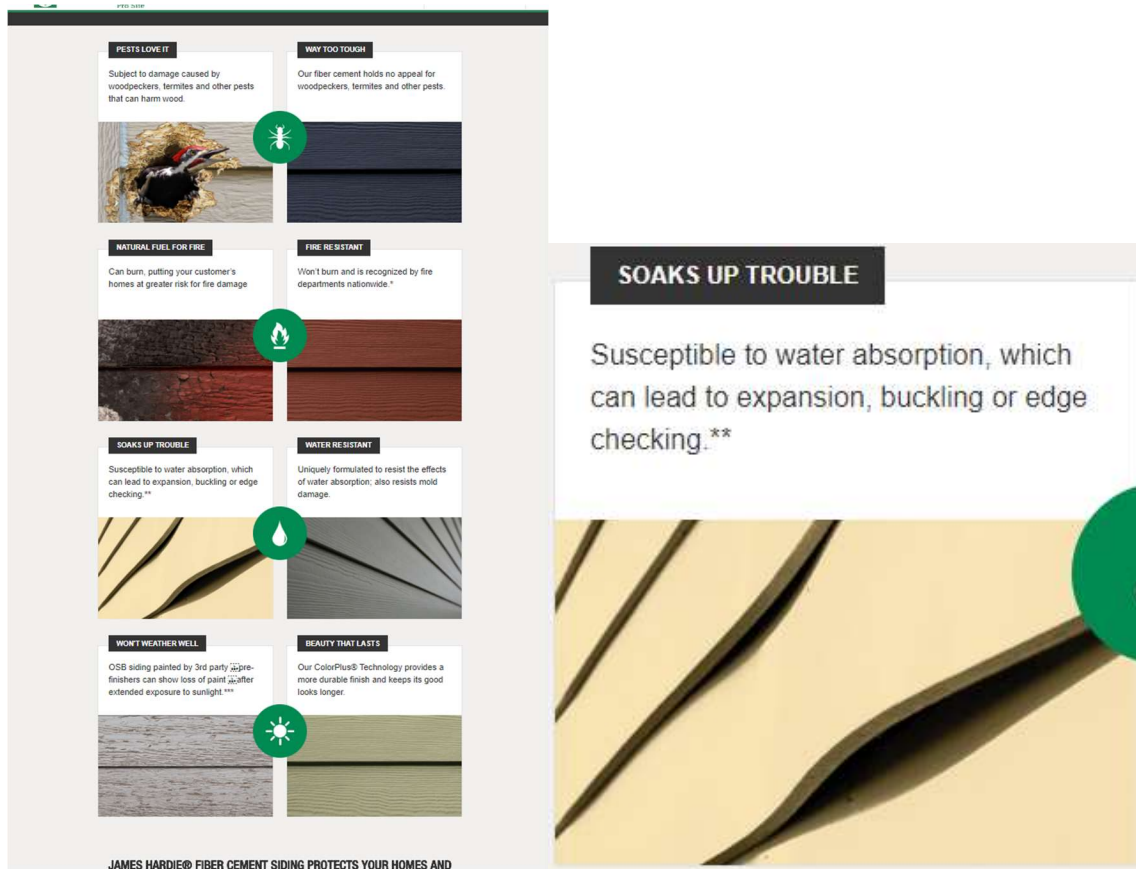 PESTS LOVE IT
Subject to damage caused by
woodpeckers, termites and other pests
that can harm wood.
WAY TOO TOUGH
Our fiber cement holds no appeal for
woodpeckers, termites and other pests.
NATURAL FUEL FOR FIRE
Can burn, putting your customer's
homes at greater risk for fire damage
FIRE RESISTANT
Won't burn and is recognized by fire
departments nationwide.*
SOAKS UP TROUBLE
Susceptible to water absorption, which
can lead to expansion, buckling or edge
checking.**
WATER RESISTANT
Uniquely formulated to resist the effects
of water absorption; also resists mold
damage.
WON'T WEATHER WELL
OSB siding painted by 3rd party pre-
finishers can show loss of paint after
extended exposure to sunlight.***
BEAUTY THAT LASTS
Our ColorPlus® Technology provides a
more durable finish and keeps its good
looks longer.
JAMES HARDIE® FIBER CEMENT SIDING PROTECTS YOUR HOMES AND
SOAKS UP TROUBLE
Susceptible to water absorption, which
can lead to expansion, buckling or edge
checking.**